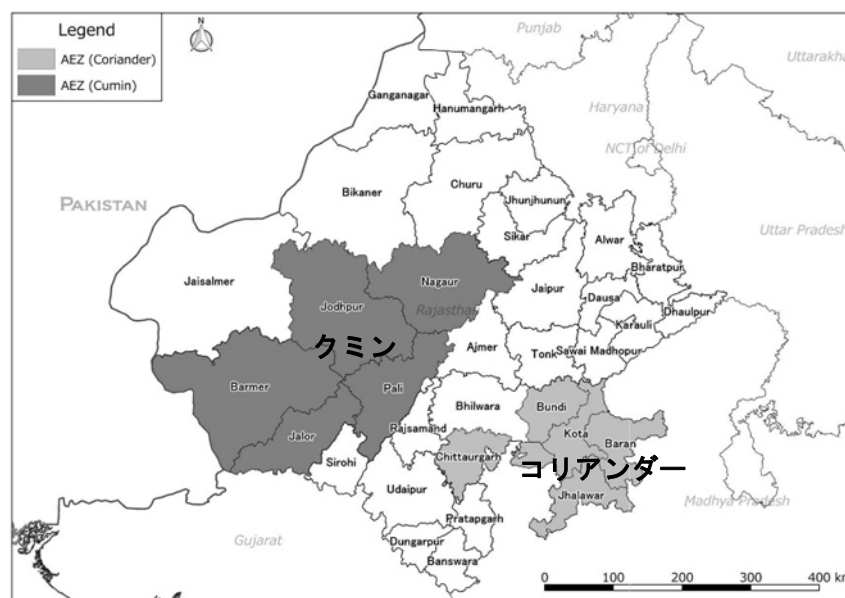 Legend
AEZ (Coriander)
AEZ (Cumin)
N
Punjab
Uttarakha
Ganganagar
Hanumangarh
Haryana
NCT of Delhi
Bikaner
Churu
Jhunjhunun
PAKISTAN
Sikar
Alwar
Uttar Pradesh
Jaisalmer
Nagaur
Bharatpur
Jaipur
Jodhpur
Rajasthan
Dausa
Dhaulpur
Karauli
クミン
Ajmer
Tonk
Sawai Madhopur
Barmer
Pali
Bhilwara
Bundi
Jalor
Rajsamand
Kota
Baran
Sirohi
Chittaurgarh
コリアンダー
Udaipur
Jhalawar
Madhya Pradesh
Pratapgarh
Gujarat
Dungarpur
Banswara
0 100 200 300 400 km